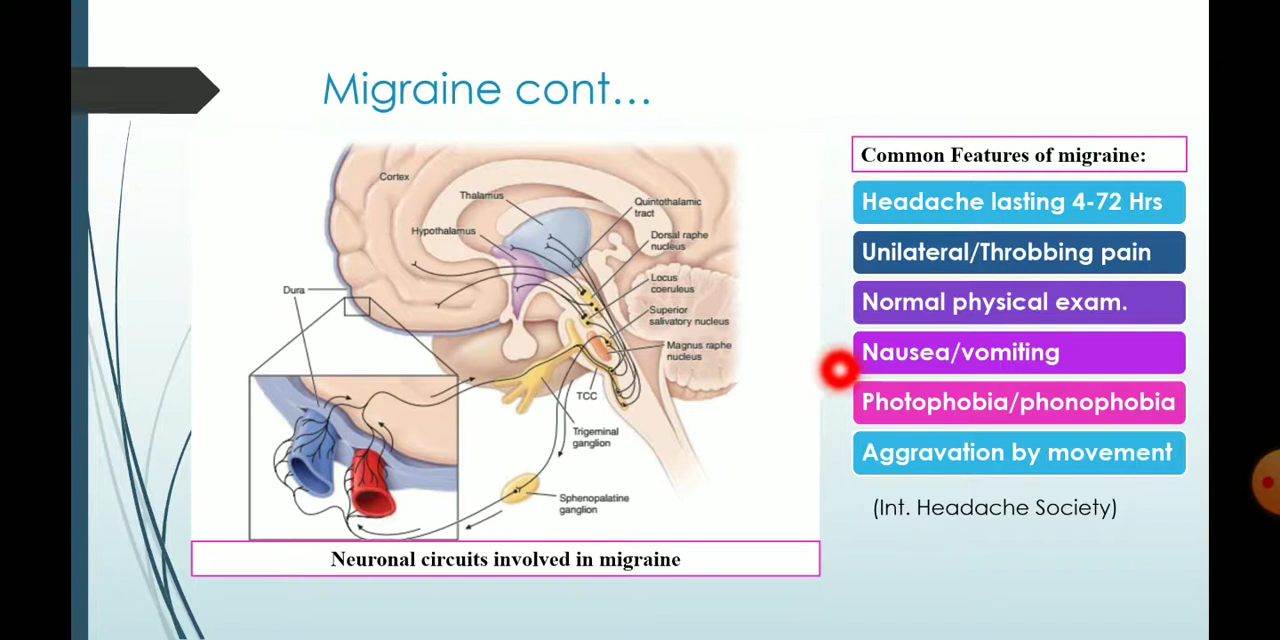 Migraine cont...
Cortex
Thalamus
Hypothalamus
Dura
Quintothalamic
tract
Dorsal raphe
nucleus
Locus
coeruleus
Superior
salivatory nucleus
Magnus raphe
nucleus
TCC
Trigeminal
ganglion
Sphenopalatine
ganglion
Neuronal circuits involved in migraine
Common Features of migraine:
Headache lasting 4-72 Hrs
Unilateral/Throbbing pain
Normal physical exam.
Nausea/vomiting
Photophobia/phonophobia
Aggravation by movement
(Int. Headache Society)